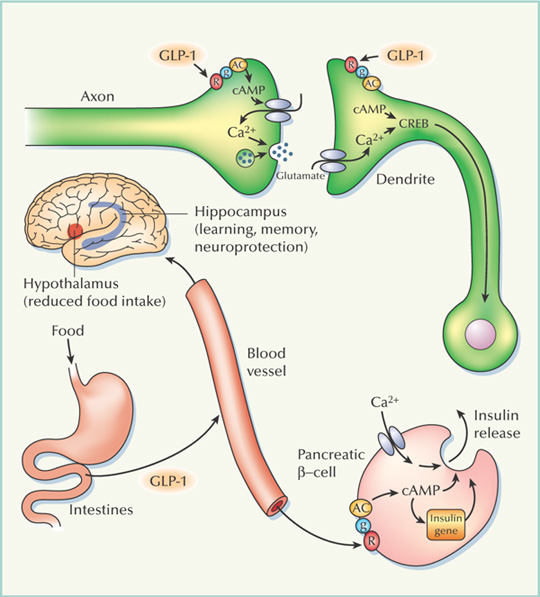 GLP-1
AC
g
R
cAMP
Axon
Ca2+
Glutamate
GLP-1
R
g
AC
cAMP
CREB
Ca2+
Dendrite
Hippocampus
(learning, memory,
neuroprotection)
Hypothalamus
(reduced food intake)
Food
Blood
vessel
GLP-1
Intestines
Ca2+
Insulin
release
Pancreatic
β–cell
cAMP
AC
g
R
Insulin
gene